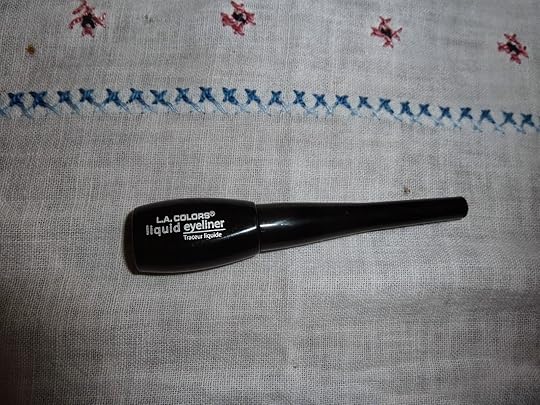 L.A. COLORS®
liquid eyeliner
Traceur liquide